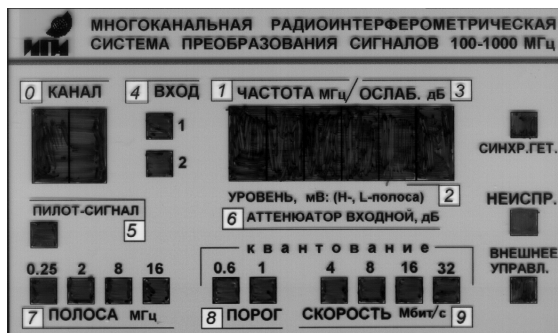 ИПИ
МНОГОКАНАЛЬНАЯ РАДИОИНТЕРФЕРОМЕТРИЧЕСКАЯ
СИСТЕМА ПРЕОБРАЗОВАНИЯ СИГНАЛОВ 100-1000 МГц
0 КАНАЛ 4 ВХОД 1 ЧАСТОТА МГц/ОСЛАБ. дБ 3
1
2
СИНХР.ГЕТ.
УРОВЕНЬ, мВ: (Н-, L-полоса) 2
6 АТТЕНЮАТОР ВХОДНОЙ, дБ
НЕИСПР.
ПИЛОТ-СИГНАЛ
5
квантование
ВНЕШНЕЕ
УПРАВЛ.
0.25 2 8 16 0.6 1 4 8 16 32
7 ПОЛОСА МГц 8 ПОРОГ СКОРОСТЬ Мбит/с 9